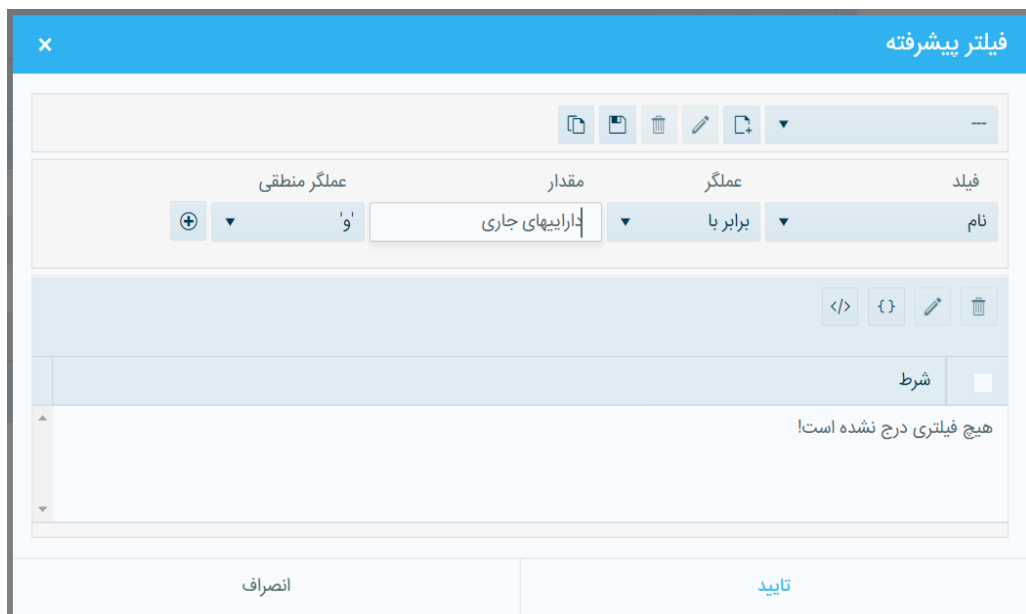 فیلتر پیشرفته
---
فیلد عملگر مقدار عملگر منطقی
نام برابر با داراییهای جاری 'و'
شرط
هیچ فیلتری درج نشده است!
تایید انصراف